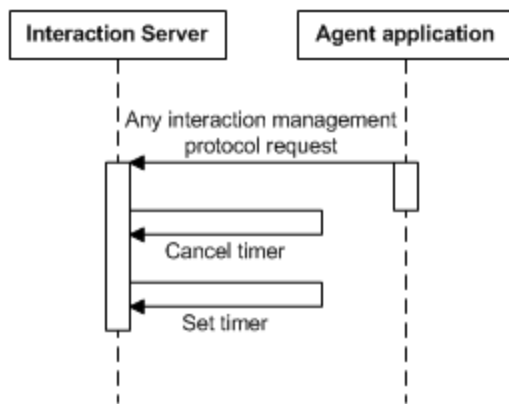 Interaction Server
Agent application
Any interaction management
protocol request
Cancel timer
Set timer